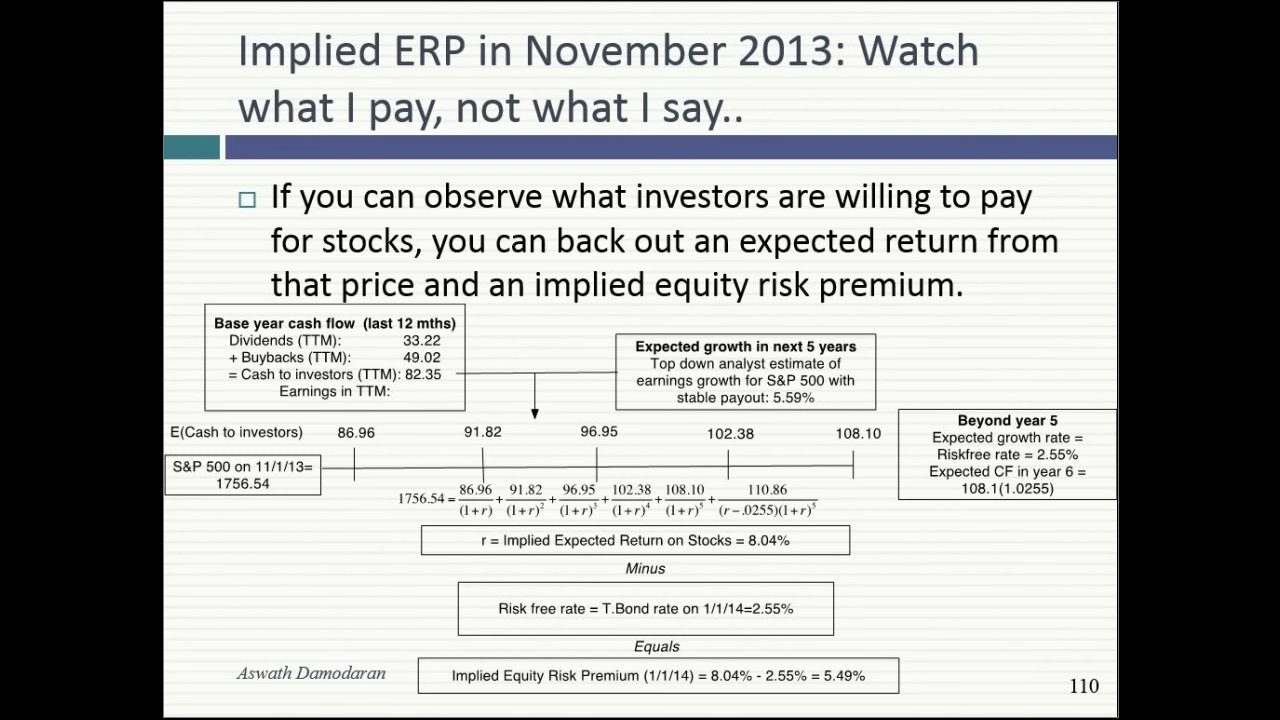 Implied ERP in November 2013: Watch
what I pay, not what I say..
If you can observe what investors are willing to pay
for stocks, you can back out an expected return from
that price and an implied equity risk premium.
Base year cash flow (last 12 mths)
Dividends (TTM): 33.22
+ Buybacks (TTM): 49.02
= Cash to investors (TTM): 82.35
Earnings in TTM:
Expected growth in next 5 years
Top down analyst estimate of
earnings growth for S&P 500 with
stable payout: 5.59%
E(Cash to investors) 86.96 91.82 96.95 102.38 108.10
Beyond year 5
Expected growth rate =
Riskfree rate = 2.55%
Expected CF in year 6 =
108.1(1.0255)
S&P 500 on 11/1/13=
1756.54
1756.54 = 86.96/(1+r) + 91.82/(1+r)² + 96.95/(1+r)³ + 102.38/(1+r)⁴ + 108.10/(1+r)⁵ + 110.86/(r−.0255)(1+r)⁵
r = Implied Expected Return on Stocks = 8.04%
Minus
Risk free rate = T.Bond rate on 1/1/14=2.55%
Equals
Implied Equity Risk Premium (1/1/14) = 8.04% - 2.55% = 5.49%
Aswath Damodaran
110